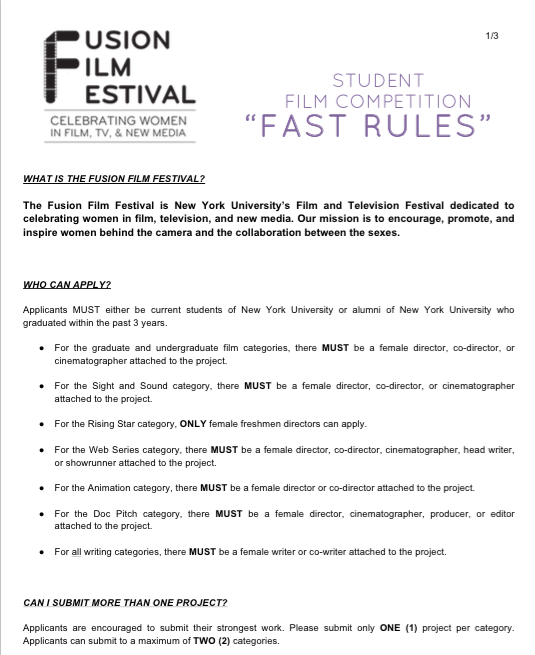 1/3
FUSION
FILM
FESTIVAL
CELEBRATING WOMEN
IN FILM, TV, & NEW MEDIA
STUDENT
FILM COMPETITION
“FAST RULES”
WHAT IS THE FUSION FILM FESTIVAL?
The Fusion Film Festival is New York University’s Film and Television Festival dedicated to
celebrating women in film, television, and new media. Our mission is to encourage, promote, and
inspire women behind the camera and the collaboration between the sexes.
WHO CAN APPLY?
Applicants MUST either be current students of New York University or alumni of New York University who
graduated within the past 3 years.
● For the graduate and undergraduate film categories, there MUST be a female director, co-director, or
cinematographer attached to the project.
● For the Sight and Sound category, there MUST be a female director, co-director, or cinematographer
attached to the project.
● For the Rising Star category, ONLY female freshmen directors can apply.
● For the Web Series category, there MUST be a female director, co-director, cinematographer, head writer,
or showrunner attached to the project.
● For the Animation category, there MUST be a female director or co-director attached to the project.
● For the Doc Pitch category, there MUST be a female director, cinematographer, producer, or editor
attached to the project.
● For all writing categories, there MUST be a female writer or co-writer attached to the project.
CAN I SUBMIT MORE THAN ONE PROJECT?
Applicants are encouraged to submit their strongest work. Please submit only ONE (1) project per category.
Applicants can submit to a maximum of TWO (2) categories.